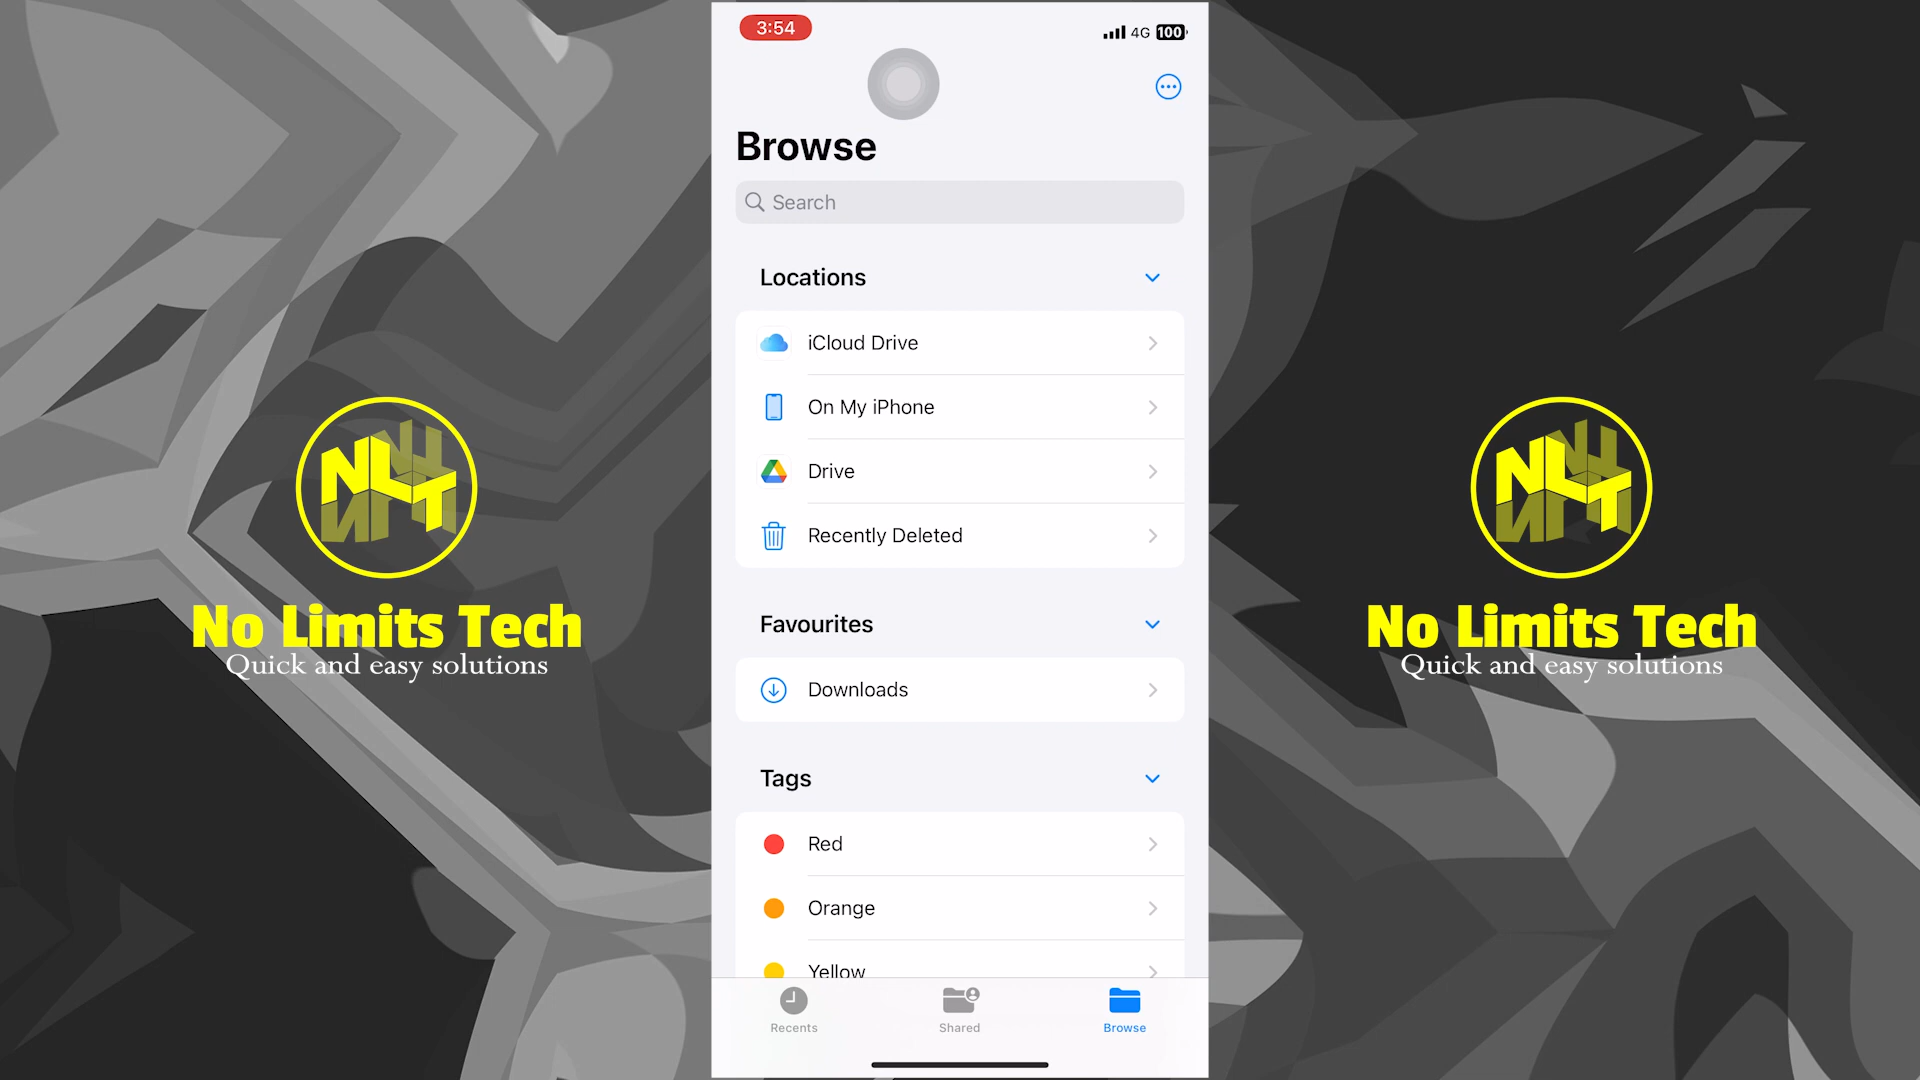 3:54
4G 100
Browse
Search
Locations
iCloud Drive
On My iPhone
Drive
Recently Deleted
Favourites
Downloads
Tags
Red
Orange
Yellow
Recents
Shared
Browse
NLT
No Limits Tech
Quick and easy solutions
NLT
No Limits Tech
Quick and easy solutions